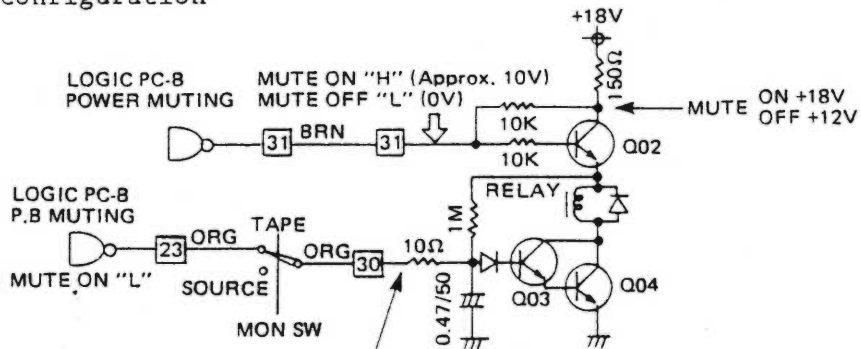 configuration
+18V
150Ω
LOGIC PC-B
POWER MUTING
MUTE ON "H" (Approx. 10V)
MUTE OFF "L" (0V)
MUTE ON +18V
OFF +12V
31 BRN 31
10K
10K
Q02
RELAY
1M
LOGIC PC-B
P.B MUTING
TAPE
23 ORG
ORG 30
10Ω
MUTE ON "L"
SOURCE
MON SW
0.47/50
Q03
Q04